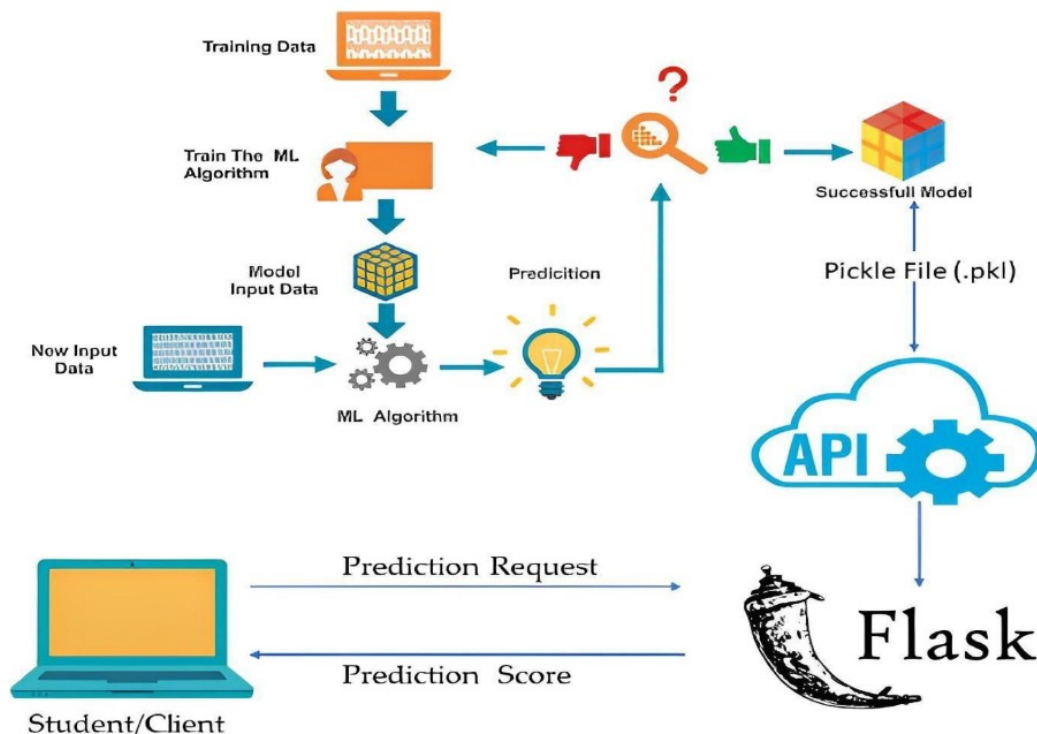 Training Data
?
Train The ML
Algorithm
Successfull Model
Model
Input Data
Predicition
Pickle File (.pkl)
New Input
Data
ML Algorithm
API
Prediction Request
Flask
Prediction Score
Student/Client